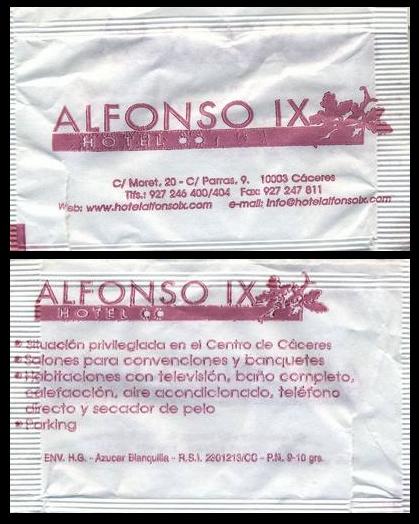 ALFONSO IX
HOTEL
C/ Moret, 20 - C/ Parras, 9. 10003 Cáceres
Tlfs.: 927 246 400/404 Fax: 927 247 811
Web: www.hotelalfonsoix.com e-mail: info@hotelalfonsoix.com
ALFONSO IX
HOTEL
Situación privilegiada en el Centro de Cáceres
Salones para convenciones y banquetes
Habitaciones con televisión, baño completo,
calefacción, aire acondicionado, teléfono
directo y secador de pelo
Parking
ENV. H.G. - Azucar Blanquilla - R.S.I. 2301213/CC - P.N. 9-10 grs.